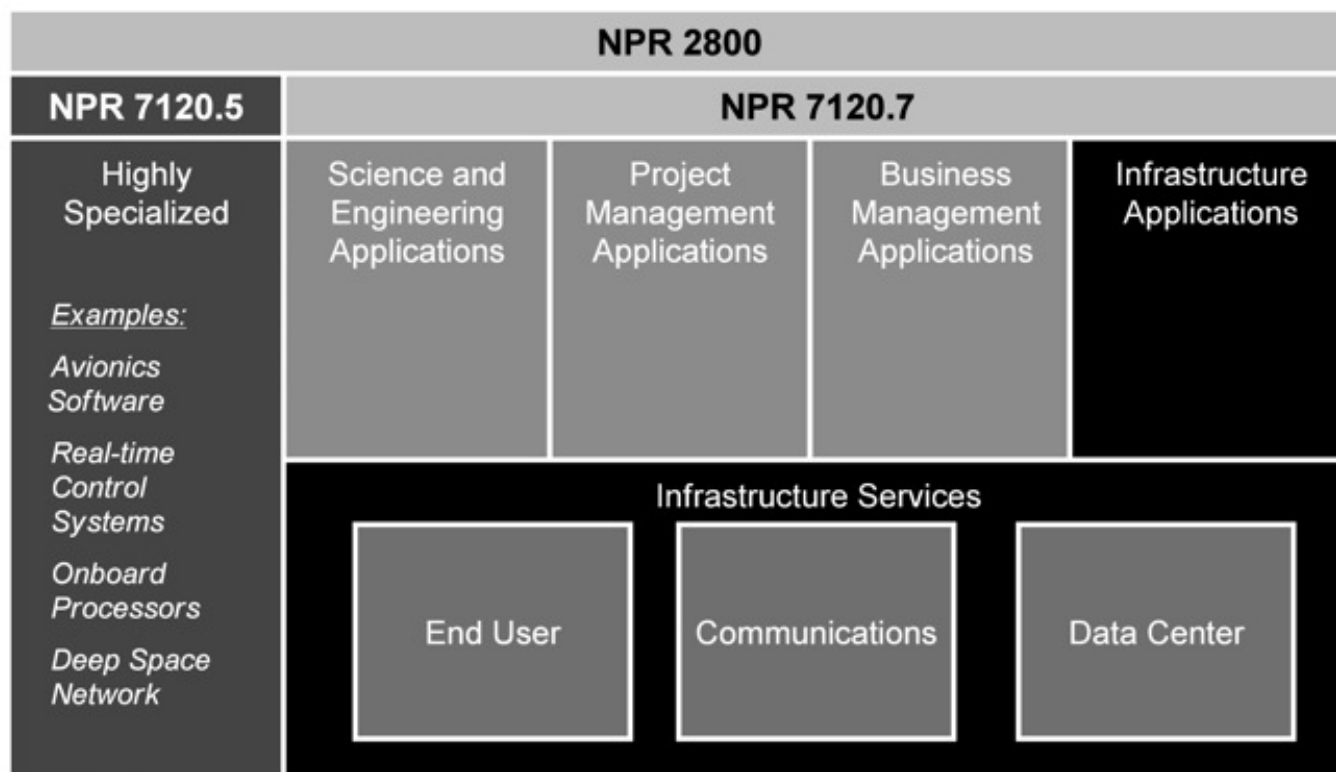 NPR 2800
NPR 7120.5
NPR 7120.7
Highly
Specialized
Examples:
Avionics
Software
Real-time
Control
Systems
Onboard
Processors
Deep Space
Network
Science and
Engineering
Applications
Project
Management
Applications
Business
Management
Applications
Infrastructure
Applications
Infrastructure Services
End User
Communications
Data Center